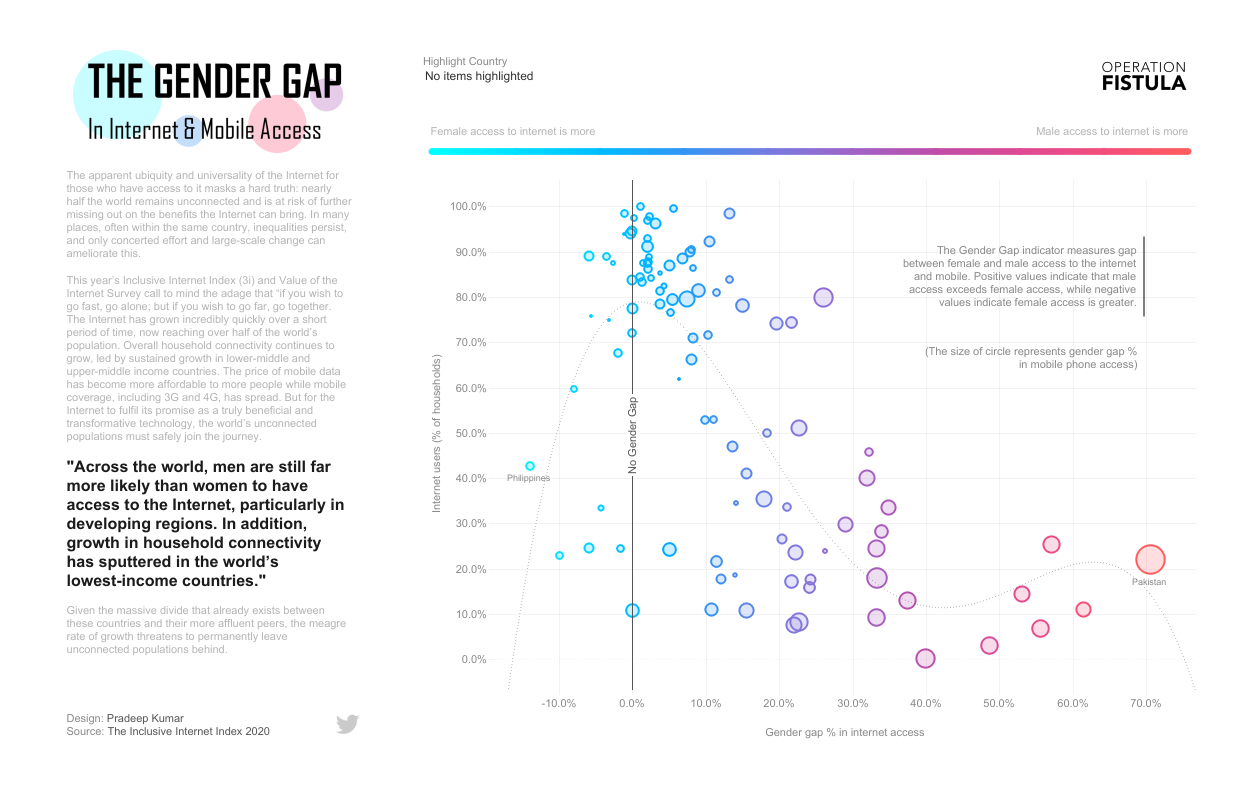 THE GENDER GAP
In Internet & Mobile Access
The apparent ubiquity and universality of the Internet for
those who have access to it masks a hard truth: nearly
half the world remains unconnected and is at risk of further
missing out on the benefits the Internet can bring. In many
places, often within the same country, inequalities persist,
and only concerted effort and large-scale change can
ameliorate this.
This year's Inclusive Internet Index (3i) and Value of the
Internet Survey call to mind the adage that “if you wish to
go fast, go alone; but if you wish to go far, go together.
The Internet has grown incredibly quickly over a short
period of time, now reaching over half of the world's
population. Overall household connectivity continues to
grow, led by sustained growth in lower-middle and
upper-middle income countries. The price of mobile data
has become more affordable to more people while mobile
coverage, including 3G and 4G, has spread. But for the
Internet to fulfil its promise as a truly beneficial and
transformative technology, the world's unconnected
populations must safely join the journey.
"Across the world, men are still far
more likely than women to have
access to the Internet, particularly in
developing regions. In addition,
growth in household connectivity
has sputtered in the world's
lowest-income countries."
Given the massive divide that already exists between
these countries and their more affluent peers, the meagre
rate of growth threatens to permanently leave
unconnected populations behind.
Design: Pradeep Kumar
Source: The Inclusive Internet Index 2020
Highlight Country
No items highlighted
OPERATION
FISTULA
Female access to internet is more
Male access to internet is more
The Gender Gap indicator measures gap
between female and male access to the internet
and mobile. Positive values indicate that male
access exceeds female access, while negative
values indicate female access is greater.
(The size of circle represents gender gap %
in mobile phone access)
Internet users (% of households)
100.0%
90.0%
80.0%
70.0%
60.0%
50.0%
40.0%
30.0%
20.0%
10.0%
0.0%
No Gender Gap
Philippines
Pakistan
-10.0%
0.0%
10.0%
20.0%
30.0%
40.0%
50.0%
60.0%
70.0%
Gender gap % in internet access